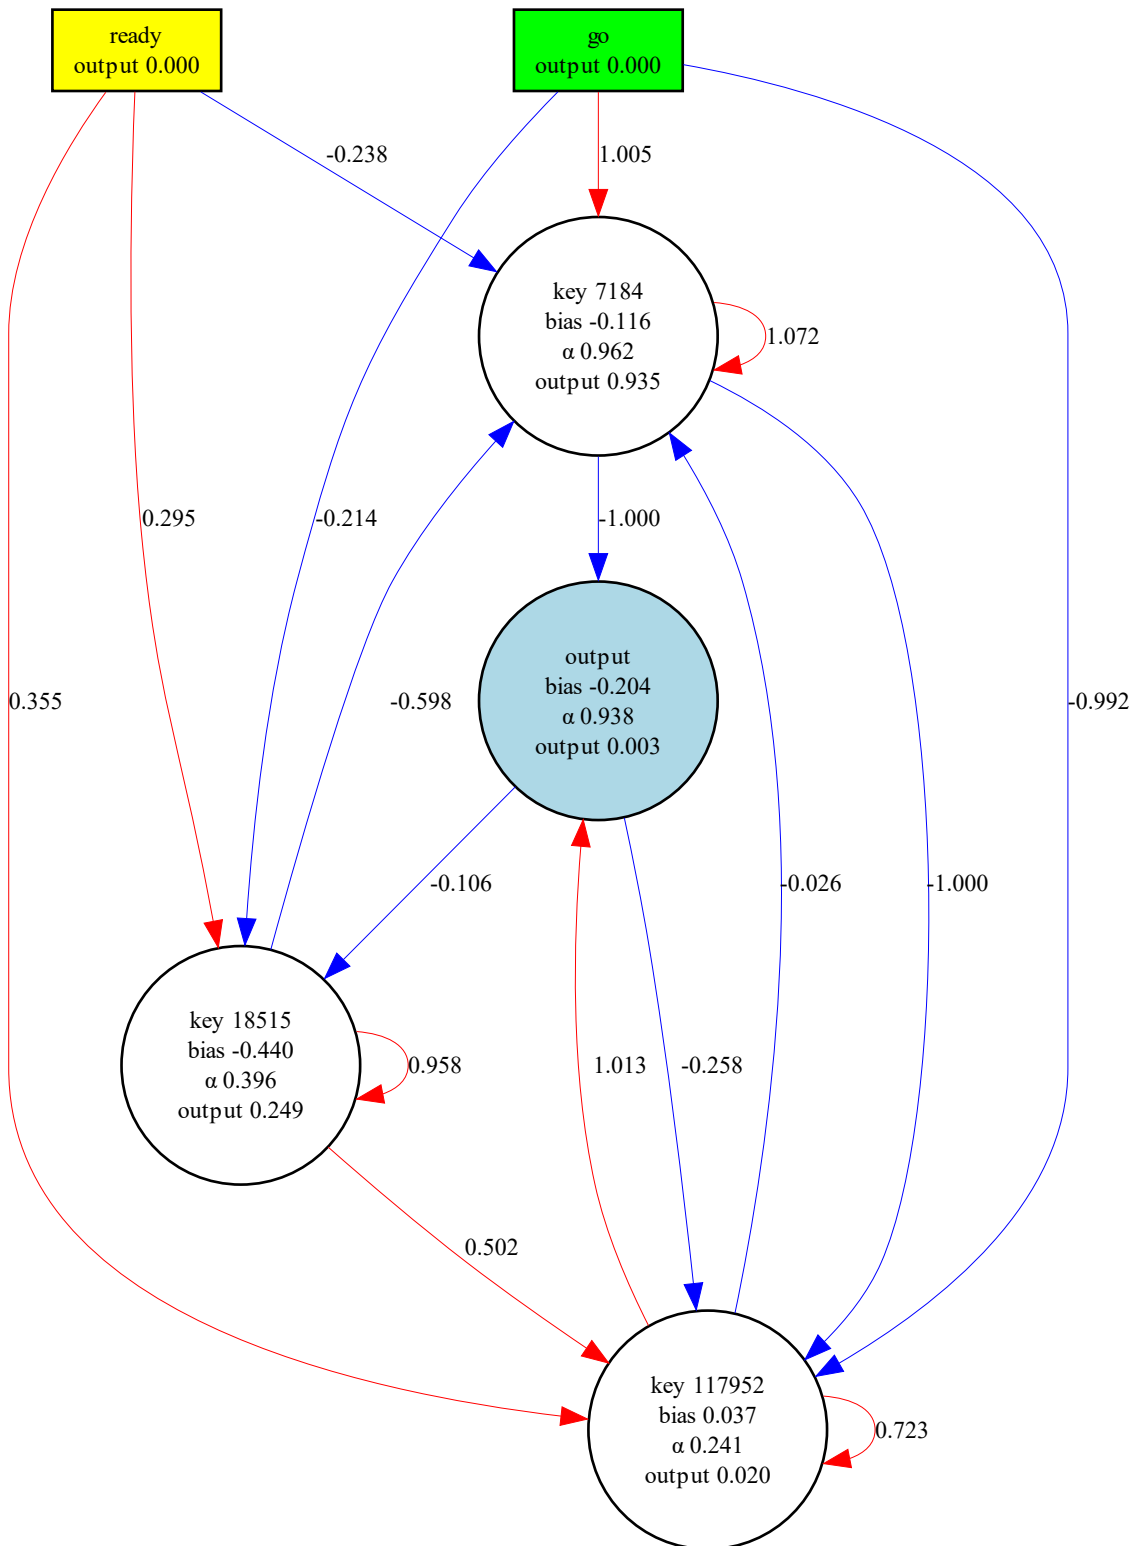 ready
output 0.000
go
output 0.000
-0.238
1.005
key 7184
bias -0.116
α 0.962
output 0.935
1.072
0.295
-0.214
-1.000
0.355
-0.598
output
bias -0.204
α 0.938
output 0.003
-0.992
-0.106
-0.026
-1.000
key 18515
bias -0.440
α 0.396
output 0.249
0.958
1.013
-0.258
0.502
key 117952
bias 0.037
α 0.241
output 0.020
0.723